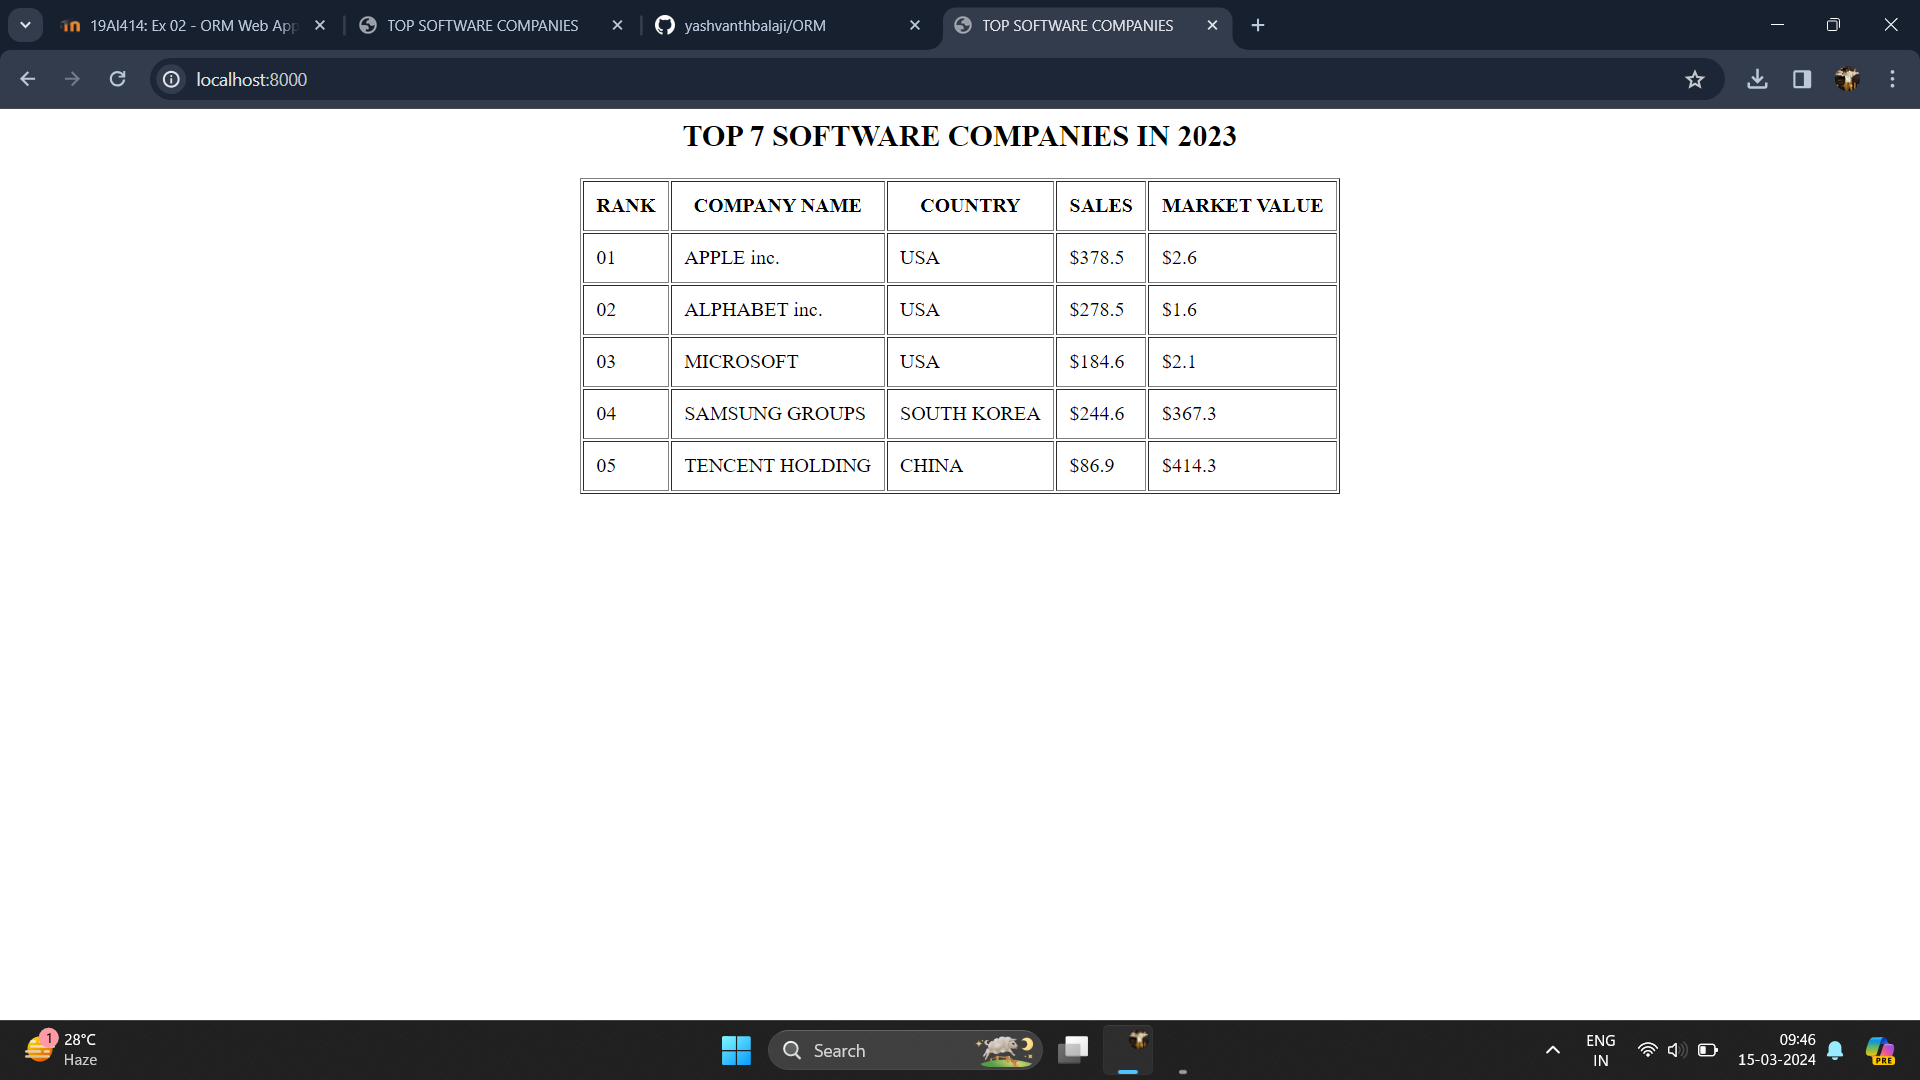 19AI414: Ex 02 - ORM Web App
TOP SOFTWARE COMPANIES
yashvanthbalaji/ORM
TOP SOFTWARE COMPANIES
localhost:8000
TOP 7 SOFTWARE COMPANIES IN 2023
RANK COMPANY NAME COUNTRY SALES MARKET VALUE
01 APPLE inc. USA $378.5 $2.6
02 ALPHABET inc. USA $278.5 $1.6
03 MICROSOFT USA $184.6 $2.1
04 SAMSUNG GROUPS SOUTH KOREA $244.6 $367.3
05 TENCENT HOLDING CHINA $86.9 $414.3
1
28°C
Haze
Search
ENG
IN
09:46
15-03-2024
PRE